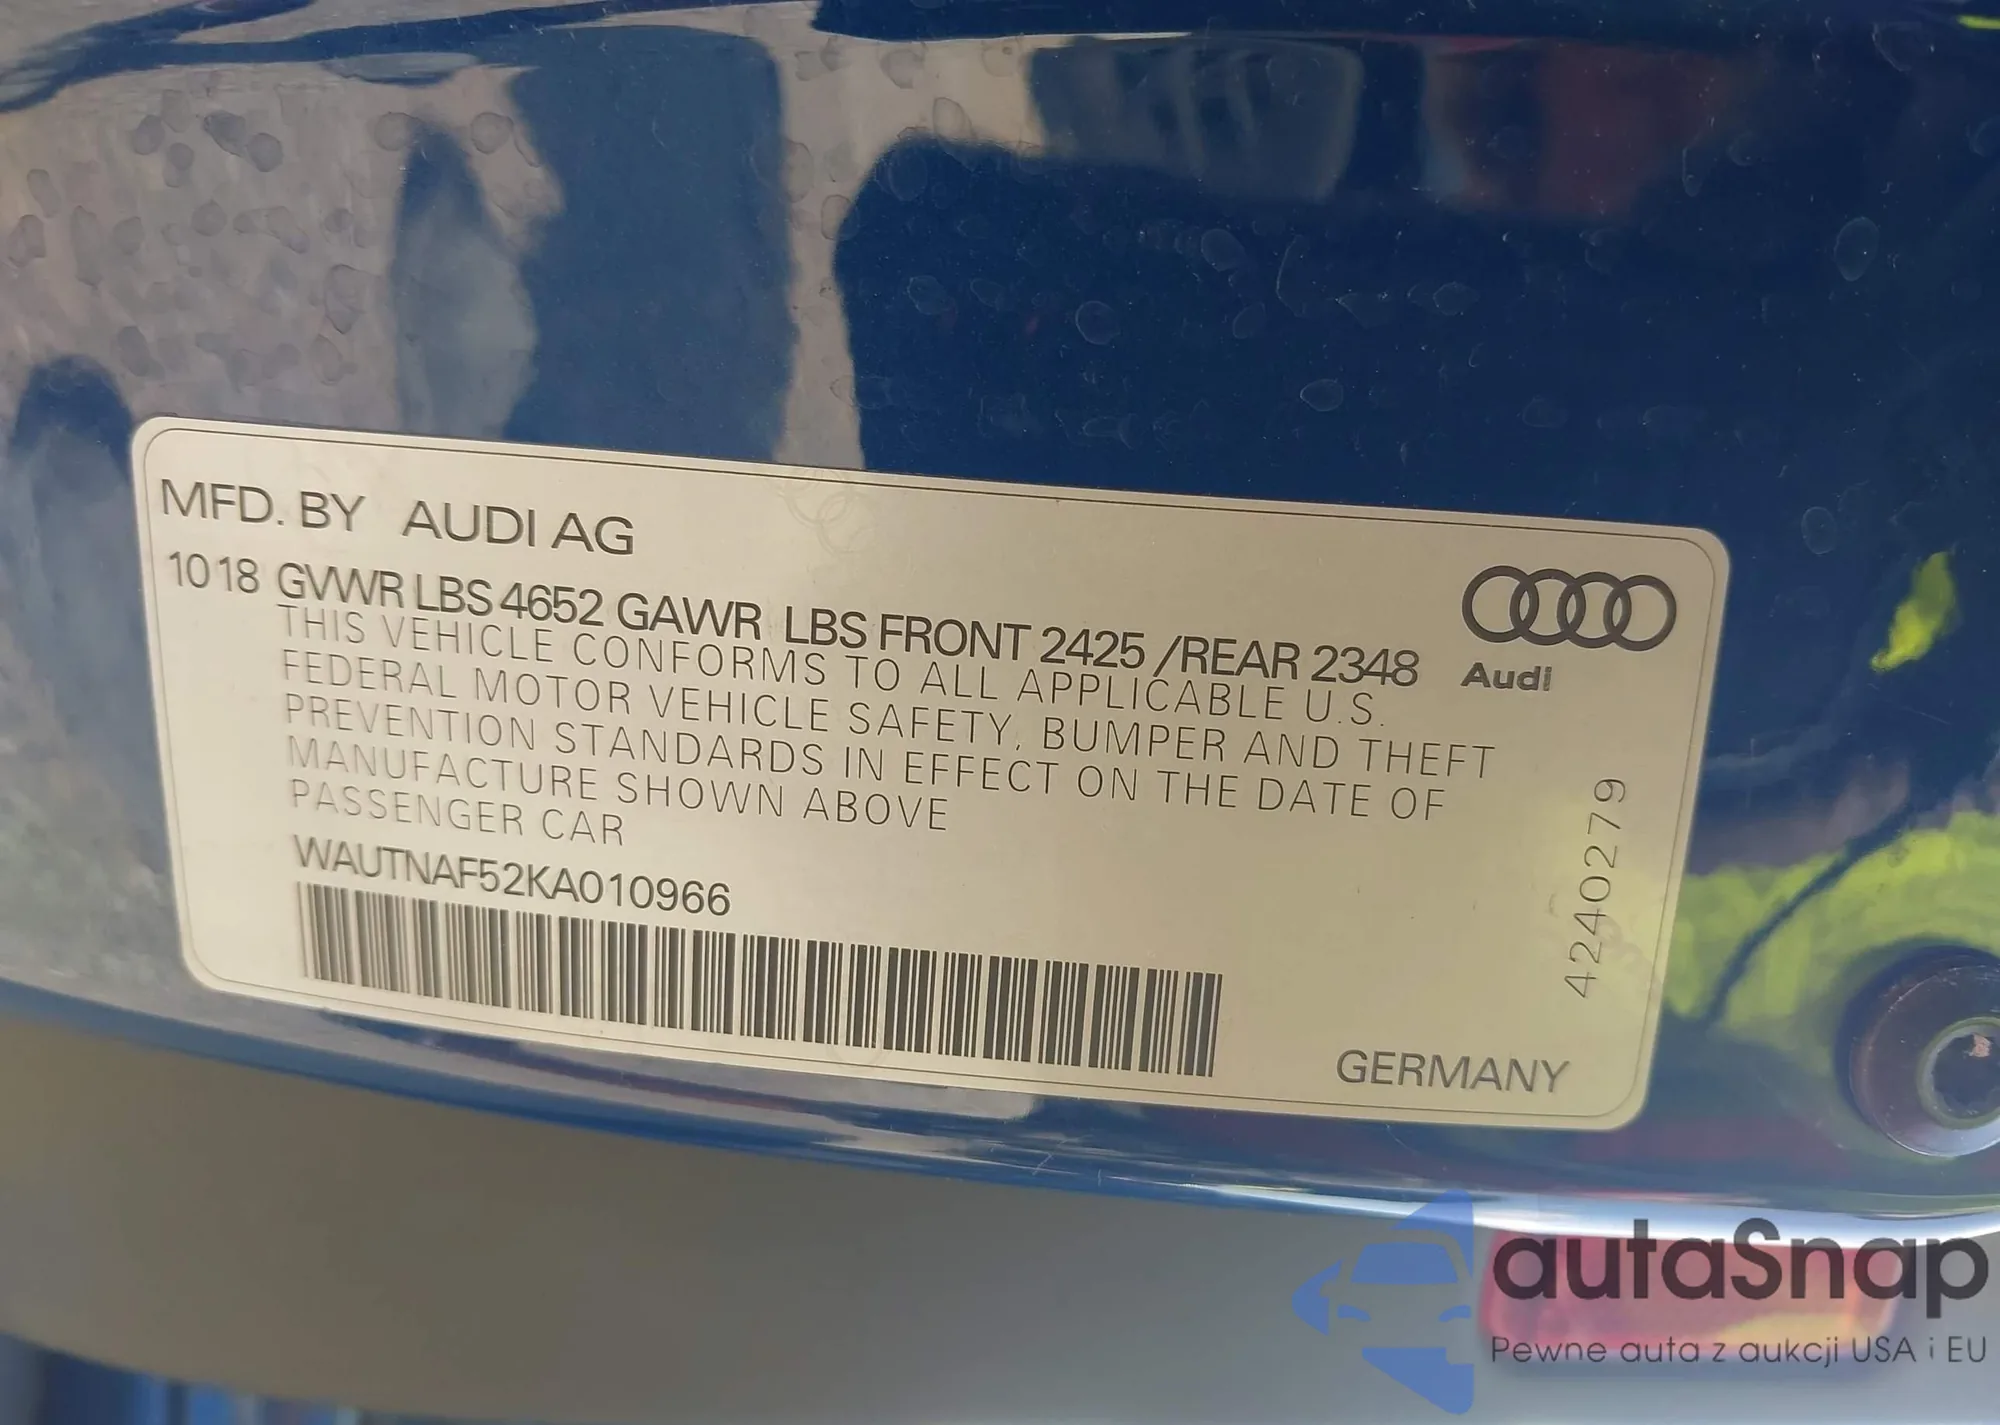 MFD. BY AUDI AG
1018 GVWR LBS 4652 GAWR LBS FRONT 2425 /REAR 2348
THIS VEHICLE CONFORMS TO ALL APPLICABLE U.S.
FEDERAL MOTOR VEHICLE SAFETY, BUMPER AND THEFT
PREVENTION STANDARDS IN EFFECT ON THE DATE OF
MANUFACTURE SHOWN ABOVE
PASSENGER CAR
WAUTNAF52KA010966
Audi
4240279
GERMANY
autaSnap
Pewne auta z aukcji USA i EU